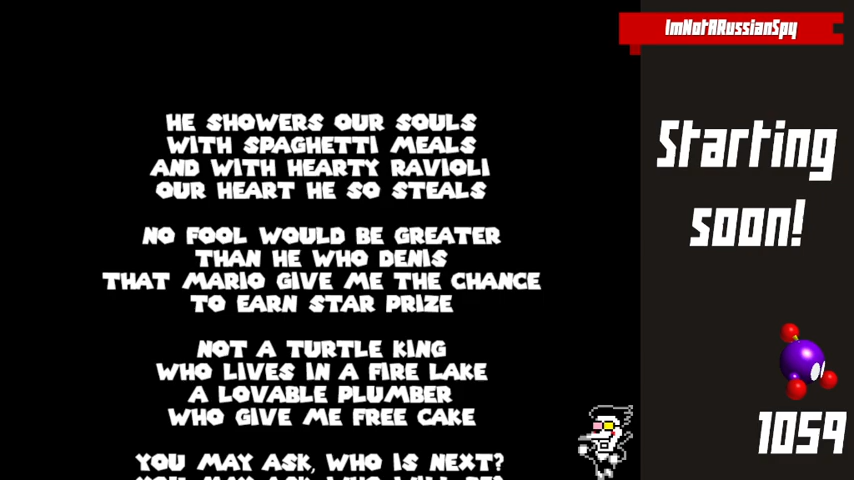 ImNotARussianSpy
HE SHOWERS OUR SOULS
WITH SPAGHETTI MEALS
AND WITH HEARTY RAVIOLI
OUR HEART HE SO STEALS
NO FOOL WOULD BE GREATER
THAN HE WHO DENIS
THAT MARIO GIVE ME THE CHANCE
TO EARN STAR PRIZE
NOT A TURTLE KING
WHO LIVES IN A FIRE LAKE
A LOVABLE PLUMBER
WHO GIVE ME FREE CAKE
YOU MAY ASK, WHO IS NEXT?
Starting
soon!
1059